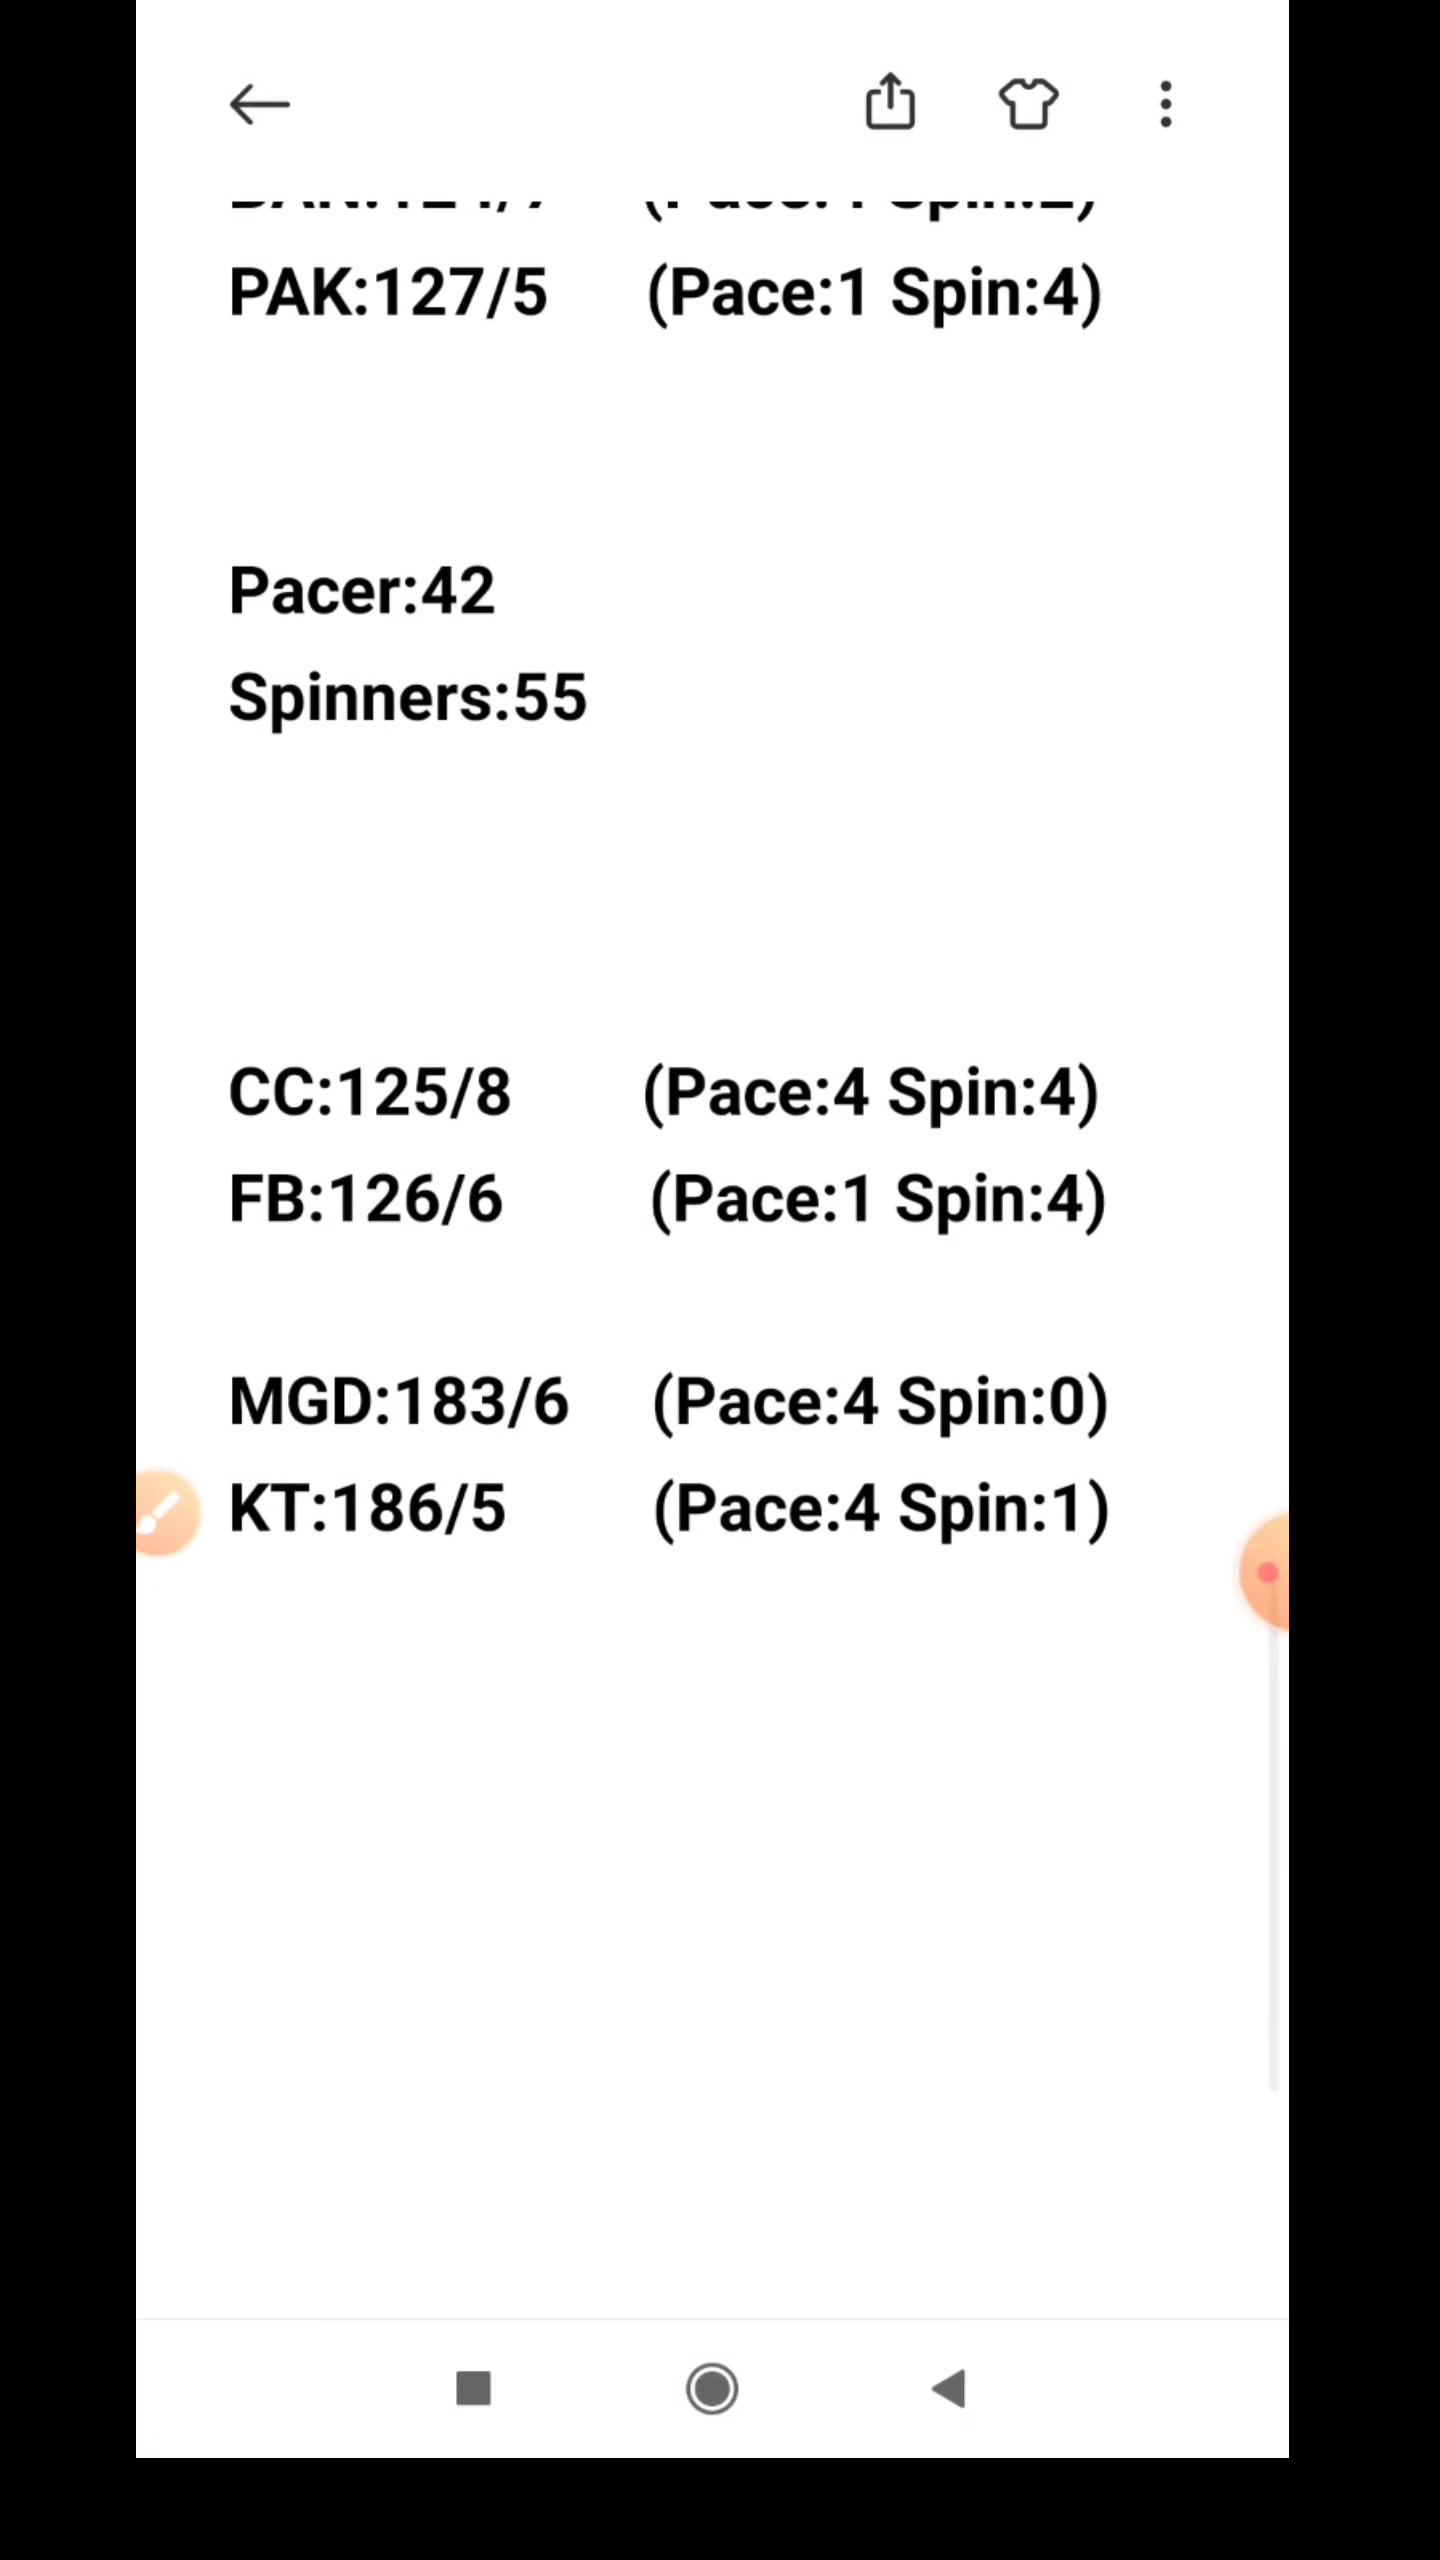 PAK:127/5 (Pace:1 Spin:4)
Pacer:42
Spinners:55
CC:125/8 (Pace:4 Spin:4)
FB:126/6 (Pace:1 Spin:4)
MGD:183/6 (Pace:4 Spin:0)
KT:186/5 (Pace:4 Spin:1)